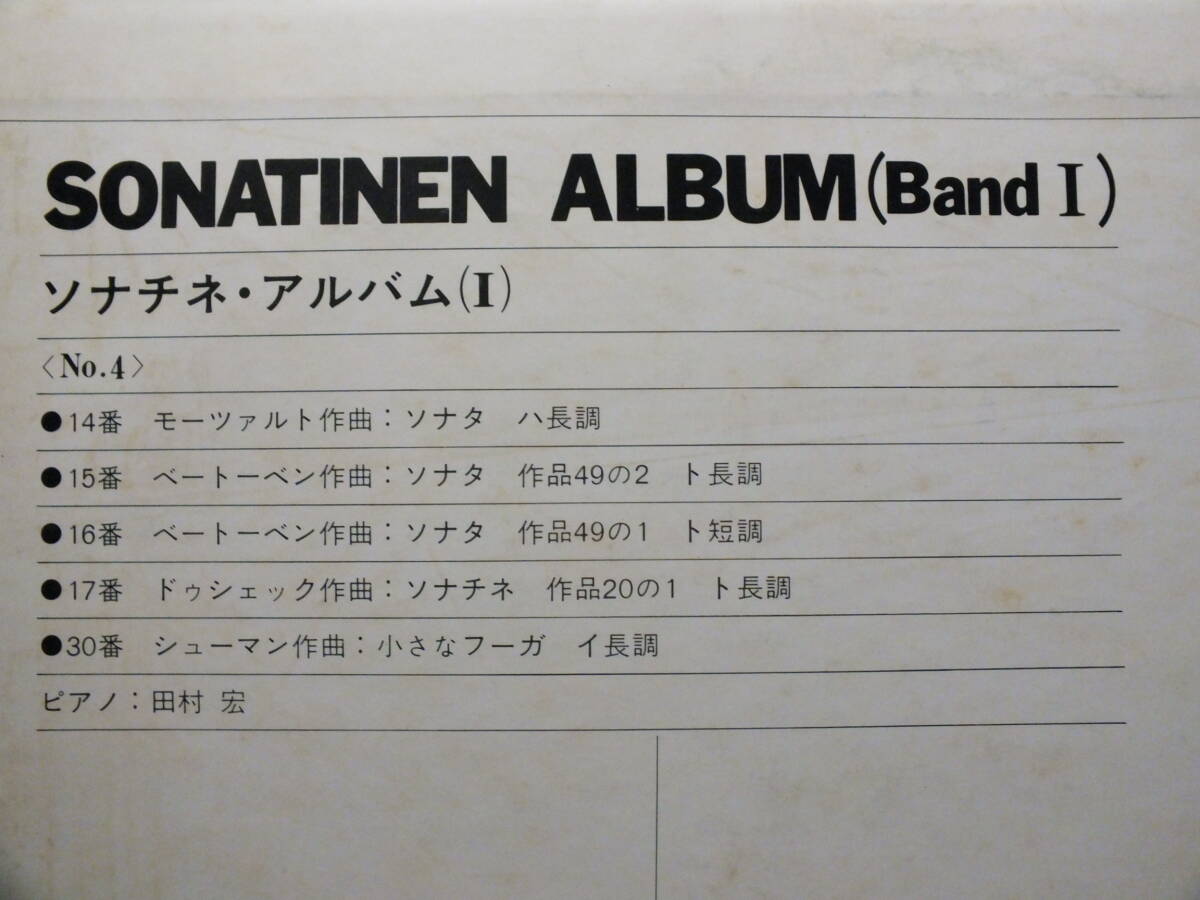 SONATINEN ALBUM (Band I)
ソナチネ・アルバム(I)
〈No.4〉
●14番 モーツァルト作曲：ソナタ ハ長調
●15番 ベートーベン作曲：ソナタ 作品49の2 ト長調
●16番 ベートーベン作曲：ソナタ 作品49の1 ト短調
●17番 ドゥシェック作曲：ソナチネ 作品20の1 ト長調
●30番 シューマン作曲：小さなフーガ イ長調
ピアノ：田村 宏